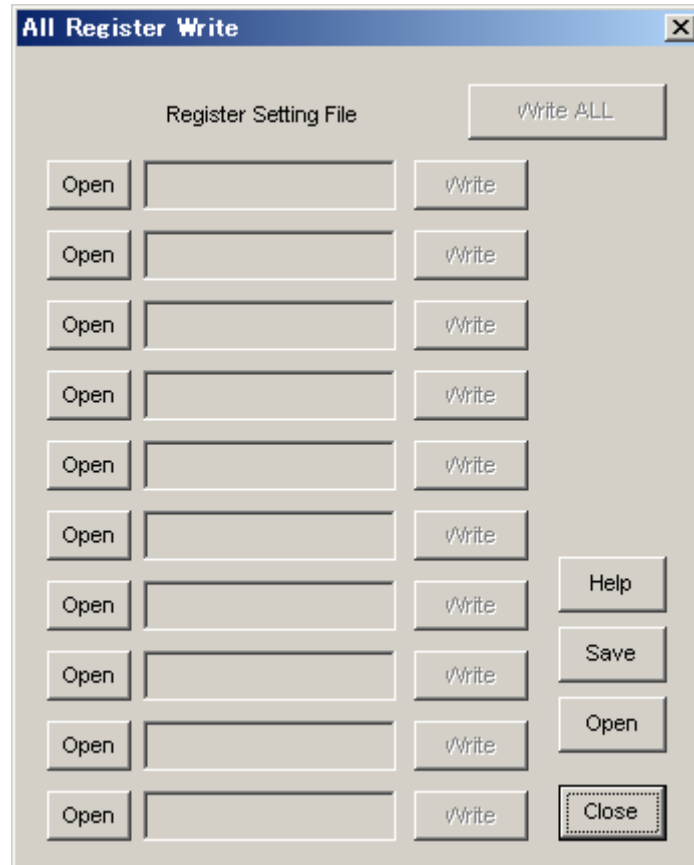 All Register Write
Register Setting File
Write ALL
Open Write
Open Write
Open Write
Open Write
Open Write
Open Write
Open Write
Help
Open Write
Save
Open Write
Open
Open Write
Close